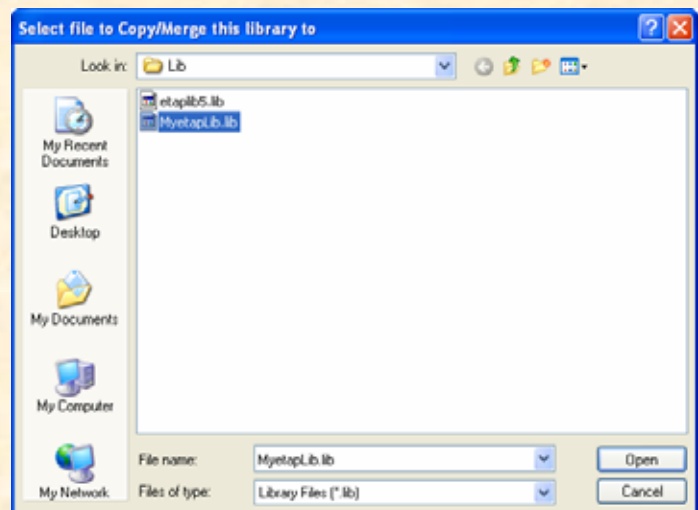 Select file to Copy/Merge this library to
Look in: Lib
etaplib5.lib
MyetapLib.lib
My Recent
Documents
Desktop
My Documents
My Computer
My Network
File name: MyetapLib.lib Open
Files of type: Library Files (*.lib) Cancel